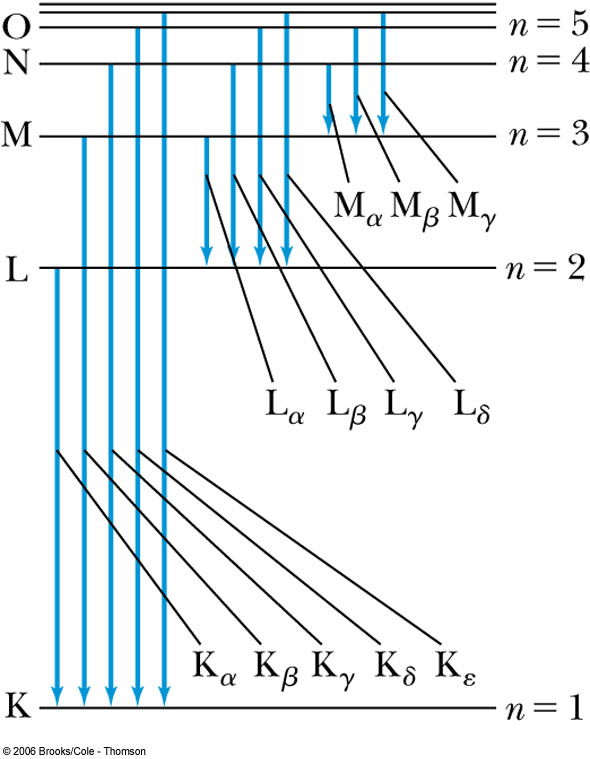 O n = 5
N n = 4
M n = 3
Mα Mβ Mγ
L n = 2
Lα Lβ Lγ Lδ
Kα Kβ Kγ Kδ Kε
K n = 1
© 2006 Brooks/Cole - Thomson